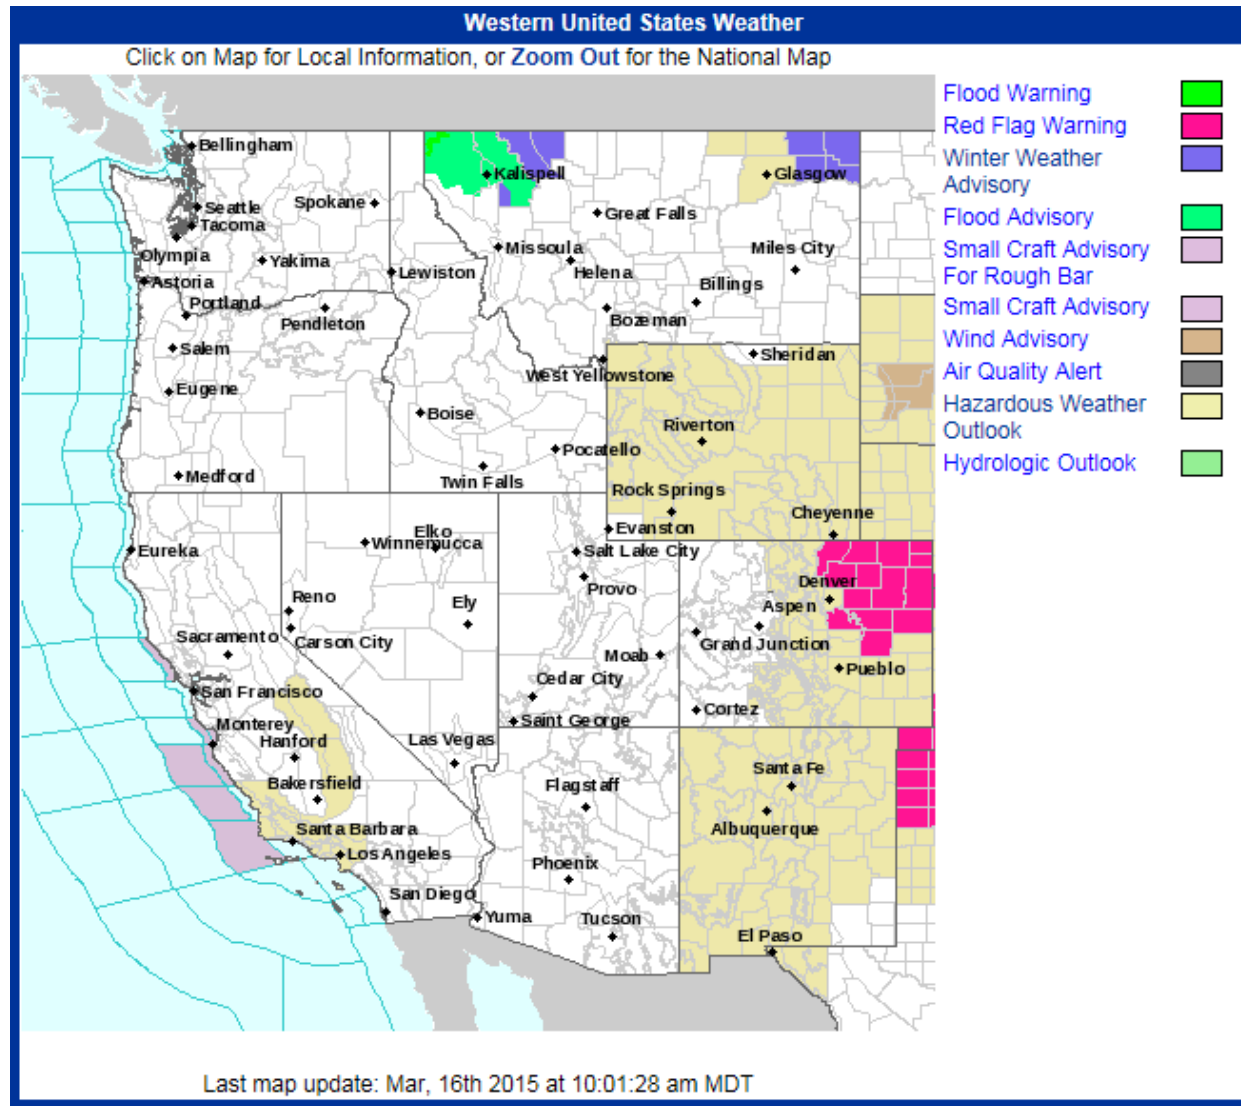 Western United States Weather
Click on Map for Local Information, or Zoom Out for the National Map
Flood Warning
Red Flag Warning
Winter Weather
Advisory
Flood Advisory
Small Craft Advisory
For Rough Bar
Small Craft Advisory
Wind Advisory
Air Quality Alert
Hazardous Weather
Outlook
Hydrologic Outlook
Bellingham
Kalispell
Glasgow
Seattle
Spokane
Great Falls
Tacoma
Olympia
Yakima
Missoula
Miles City
Helena
Lewiston
Astoria
Billings
Portland
Pendleton
Bozeman
Salem
Sheridan
West Yellowstone
Eugene
Boise
Riverton
Pocatello
Medford
Twin Falls
Rock Springs
Cheyenne
Evanston
Elko
Winnemucca
Eureka
Salt Lake City
Provo
Denver
Reno
Ely
Aspen
Sacramento
Carson City
Grand Junction
Moab
Pueblo
Cedar City
San Francisco
Cortez
Saint George
Monterey
Hanford
Las Vegas
Santa Fe
Bakersfield
Flagstaff
Albuquerque
Santa Barbara
Los Angeles
Phoenix
San Diego
Yuma
Tucson
El Paso
Last map update: Mar, 16th 2015 at 10:01:28 am MDT